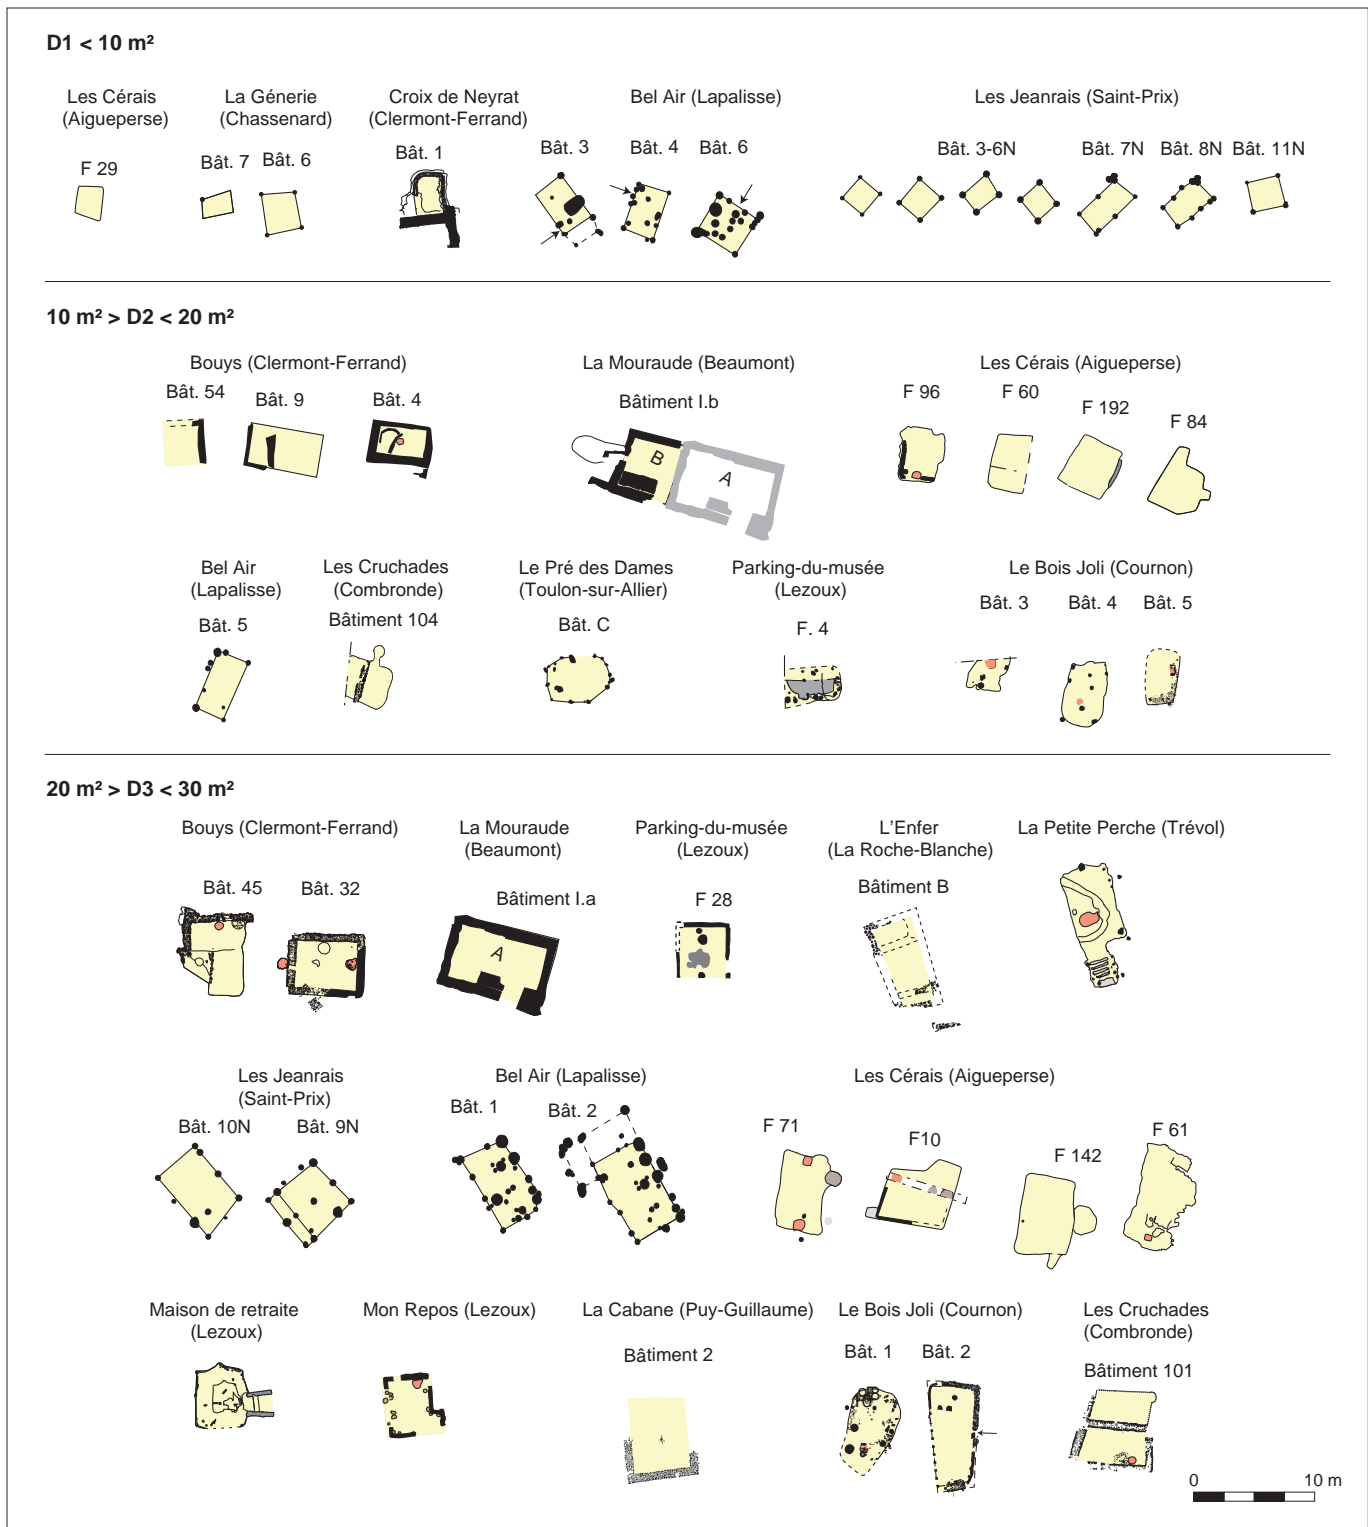 D1 < 10 m²
Les Cérais
(Aigueperse)
F 29
La Génerie
(Chassenard)
Bât. 7
Bât. 6
Croix de Neyrat
(Clermont-Ferrand)
Bât. 1
Bel Air (Lapalisse)
Bât. 3
Bât. 4
Bât. 6
Les Jeanrais (Saint-Prix)
Bât. 3-6N
Bât. 7N
Bât. 8N
Bât. 11N
10 m² > D2 < 20 m²
Bouys (Clermont-Ferrand)
Bât. 54
Bât. 9
Bât. 4
La Mouraude (Beaumont)
Bâtiment I.b
B
A
Les Cérais (Aigueperse)
F 96
F 60
F 192
F 84
Bel Air
(Lapalisse)
Bât. 5
Les Cruchades
(Combronde)
Bâtiment 104
Le Pré des Dames
(Toulon-sur-Allier)
Bât. C
Parking-du-musée
(Lezoux)
F. 4
Le Bois Joli (Cournon)
Bât. 3
Bât. 4
Bât. 5
20 m² > D3 < 30 m²
Bouys (Clermont-Ferrand)
Bât. 45
Bât. 32
La Mouraude
(Beaumont)
Bâtiment I.a
A
Parking-du-musée
(Lezoux)
F 28
L'Enfer
(La Roche-Blanche)
Bâtiment B
La Petite Perche (Trévol)
Les Jeanrais
(Saint-Prix)
Bât. 10N
Bât. 9N
Bel Air (Lapalisse)
Bât. 1
Bât. 2
Les Cérais (Aigueperse)
F 71
F10
F 142
F 61
Maison de retraite
(Lezoux)
Mon Repos (Lezoux)
La Cabane (Puy-Guillaume)
Bâtiment 2
Le Bois Joli (Cournon)
Bât. 1
Bât. 2
Les Cruchades
(Combronde)
Bâtiment 101
0 10 m